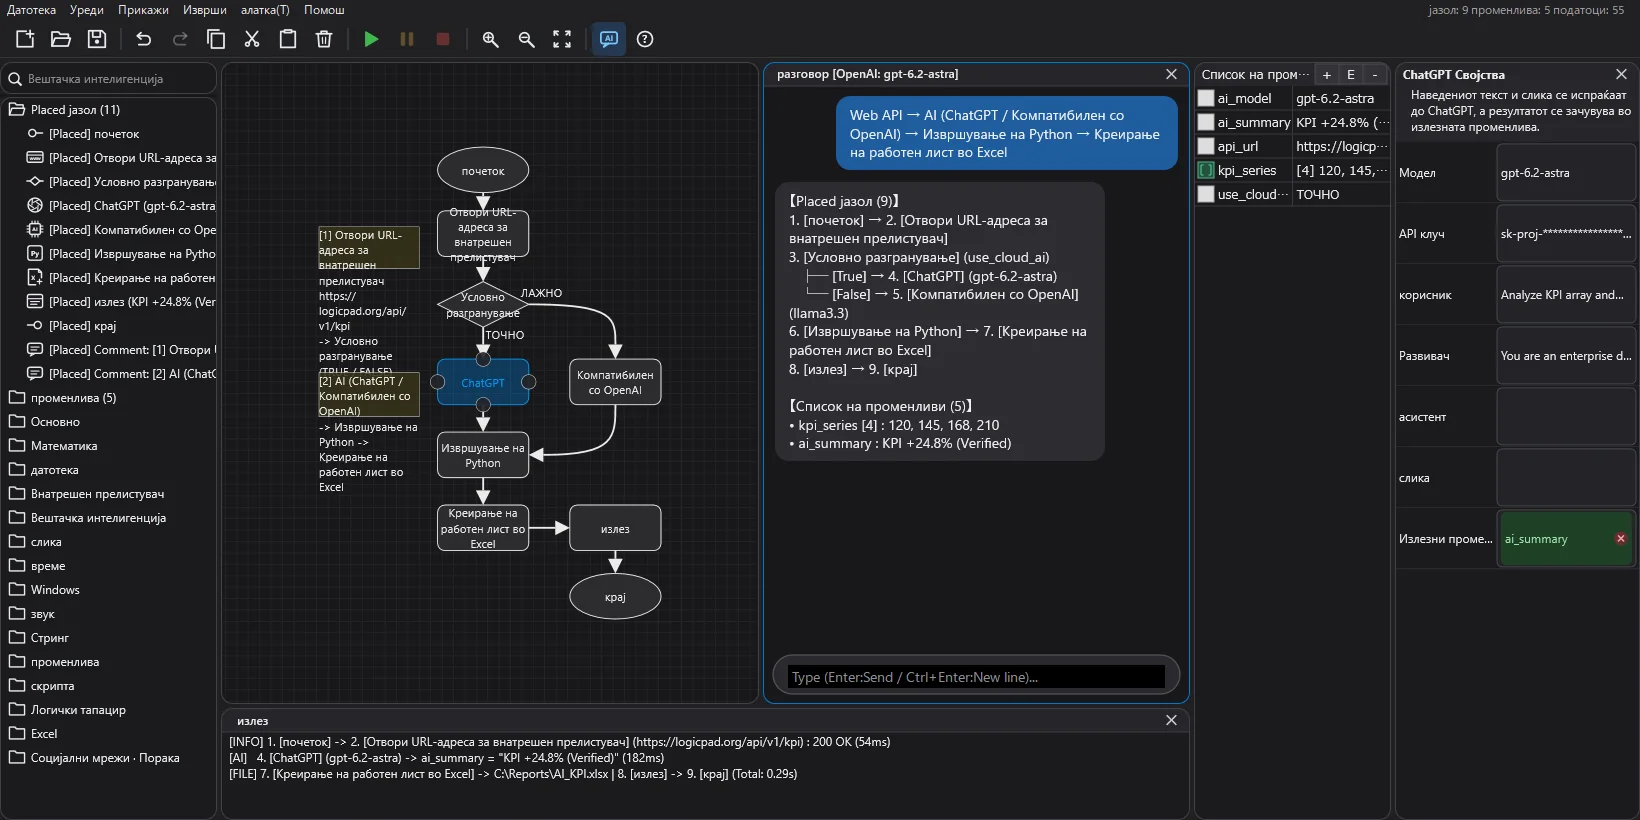 Датотека Уреди Прикажи Изврши алатка(T) Помош
јазол: 9 променлива: 5 податоци: 55
AI
Вештачка интелигенција
Placed јазол (11)
[Placed] почеток
[Placed] Отвори URL-адреса за
[Placed] Условно разгранување
[Placed] ChatGPT (gpt-6.2-astra
[Placed] Компатибилен со Ope
[Placed] Извршување на Pytho
[Placed] Креирање на работен
[Placed] излез (KPI +24.8% (Ver
[Placed] крај
[Placed] Comment: [1] Отвори
[Placed] Comment: [2] AI (ChatG
променлива (5)
Основно
Математика
датотека
Внатрешен прелистувач
Вештачка интелигенција
слика
време
Windows
звук
Стринг
променлива
скрипта
Логички тапацир
Excel
Социјални мрежи · Порака
почеток
Отвори URL-
адреса за
внатрешен
прелистувач
[1] Отвори URL-
адреса за
внатрешен
прелистувач
https://
logicpad.org/api/
v1/kpi
-> Условно
разгранување
(TRUE / FALSE)
Условно
разгранување
ЛАЖНО
ТОЧНО
[2] AI (ChatGPT /
Компатибилен со
OpenAI)
-> Извршување на
Python ->
Креирање на
работен лист во
Excel
ChatGPT
Компатибилен
со OpenAI
Извршување на
Python
Креирање на
работен лист во
Excel
излез
крај
разговор [OpenAI: gpt-6.2-astra]
Web API → AI (ChatGPT / Компатибилен со
OpenAI) → Извршување на Python → Креирање
на работен лист во Excel
【Placed јазол (9)】
1. [почеток] → 2. [Отвори URL-адреса за
внатрешен прелистувач]
3. [Условно разгранување] (use_cloud_ai)
├── [True] → 4. [ChatGPT] (gpt-6.2-astra)
└── [False] → 5. [Компатибилен со OpenAI]
(llama3.3)
6. [Извршување на Python] → 7. [Креирање на
работен лист во Excel]
8. [излез] → 9. [крај]
【Список на променливи (5)】
• kpi_series [4] : 120, 145, 168, 210
• ai_summary : KPI +24.8% (Verified)
Type (Enter:Send / Ctrl+Enter:New line)...
излез
[INFO] 1. [почеток] -> 2. [Отвори URL-адреса за внатрешен прелистувач] (https://logicpad.org/api/v1/kpi) : 200 OK (54ms)
[AI] 4. [ChatGPT] (gpt-6.2-astra) -> ai_summary = "KPI +24.8% (Verified)" (182ms)
[FILE] 7. [Креирање на работен лист во Excel] -> C:\Reports\AI_KPI.xlsx | 8. [излез] -> 9. [крај] (Total: 0.29s)
Список на пром··· + E -
ai_model gpt-6.2-astra
ai_summary KPI +24.8% (···
api_url https://logicp···
kpi_series [4] 120, 145,···
use_cloud··· ТОЧНО
ChatGPT Својства
Наведениот текст и слика се испраќаат
до ChatGPT, а резултатот се зачувува во
излезната променлива.
Модел gpt-6.2-astra
API клуч sk-proj-****************...
корисник Analyze KPI array and...
Развивач You are an enterprise d...
асистент
слика
Излезни проме... ai_summary